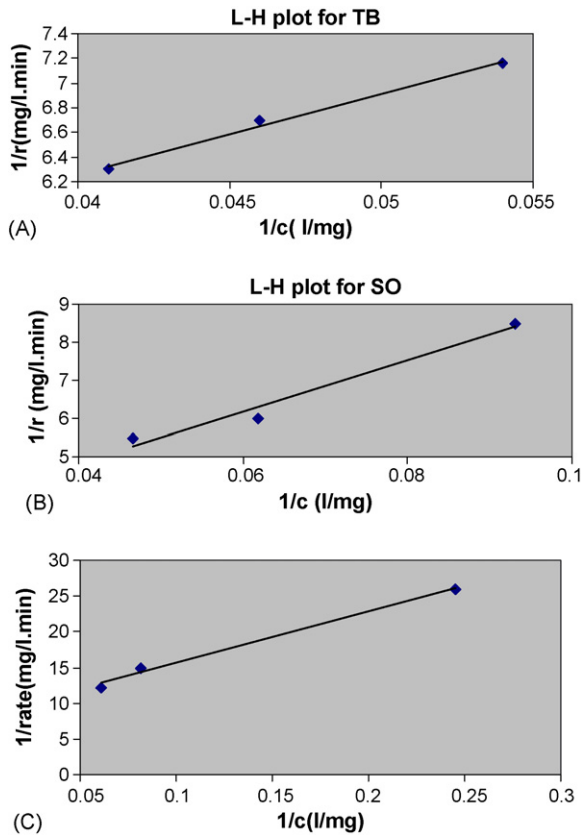 L-H plot for TB
7.4
7.2
7
6.8
6.6
6.4
6.2
1/r(mg/l.min)
0.04 0.045 0.05 0.055
1/c( l/mg)
(A)
L-H plot for SO
9
8
7
6
5
1/r (mg/l.min)
0.04 0.06 0.08 0.1
1/c (l/mg)
(B)
30
25
20
15
10
5
0
1/rate(mg/l.min)
0.05 0.1 0.15 0.2 0.25 0.3
1/c(l/mg)
(C)